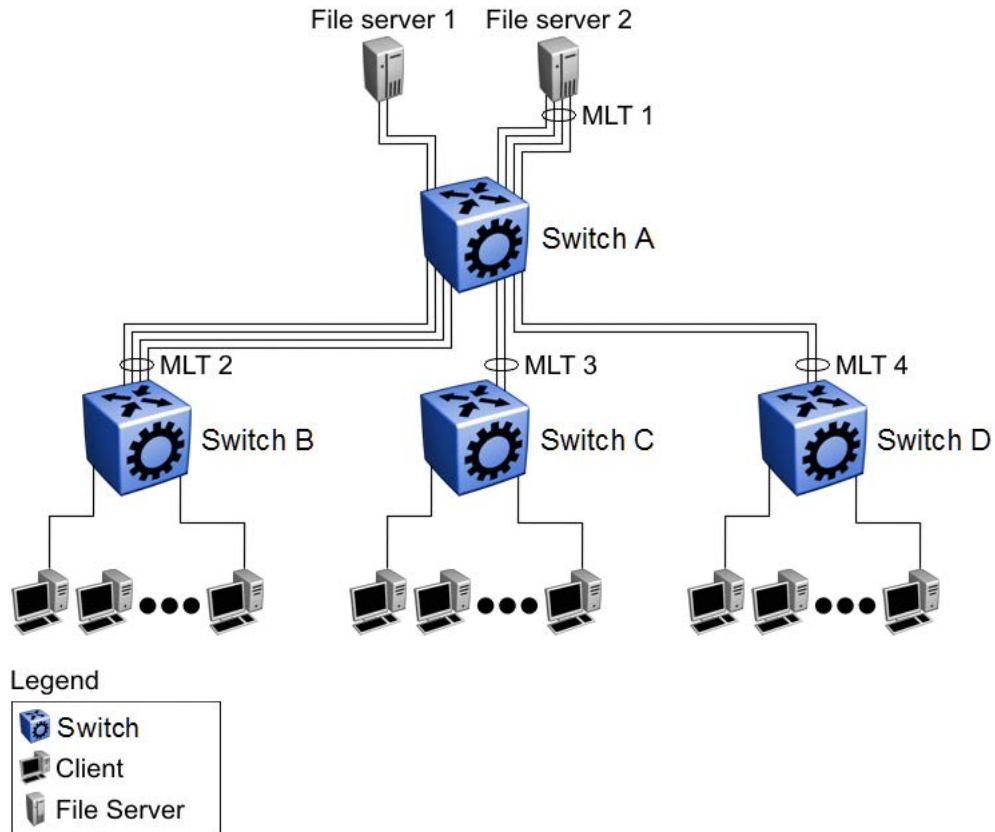 File server 1
File server 2
MLT 1
Switch A
MLT 2
MLT 3
MLT 4
Switch B
Switch C
Switch D
Legend
Switch
Client
File Server